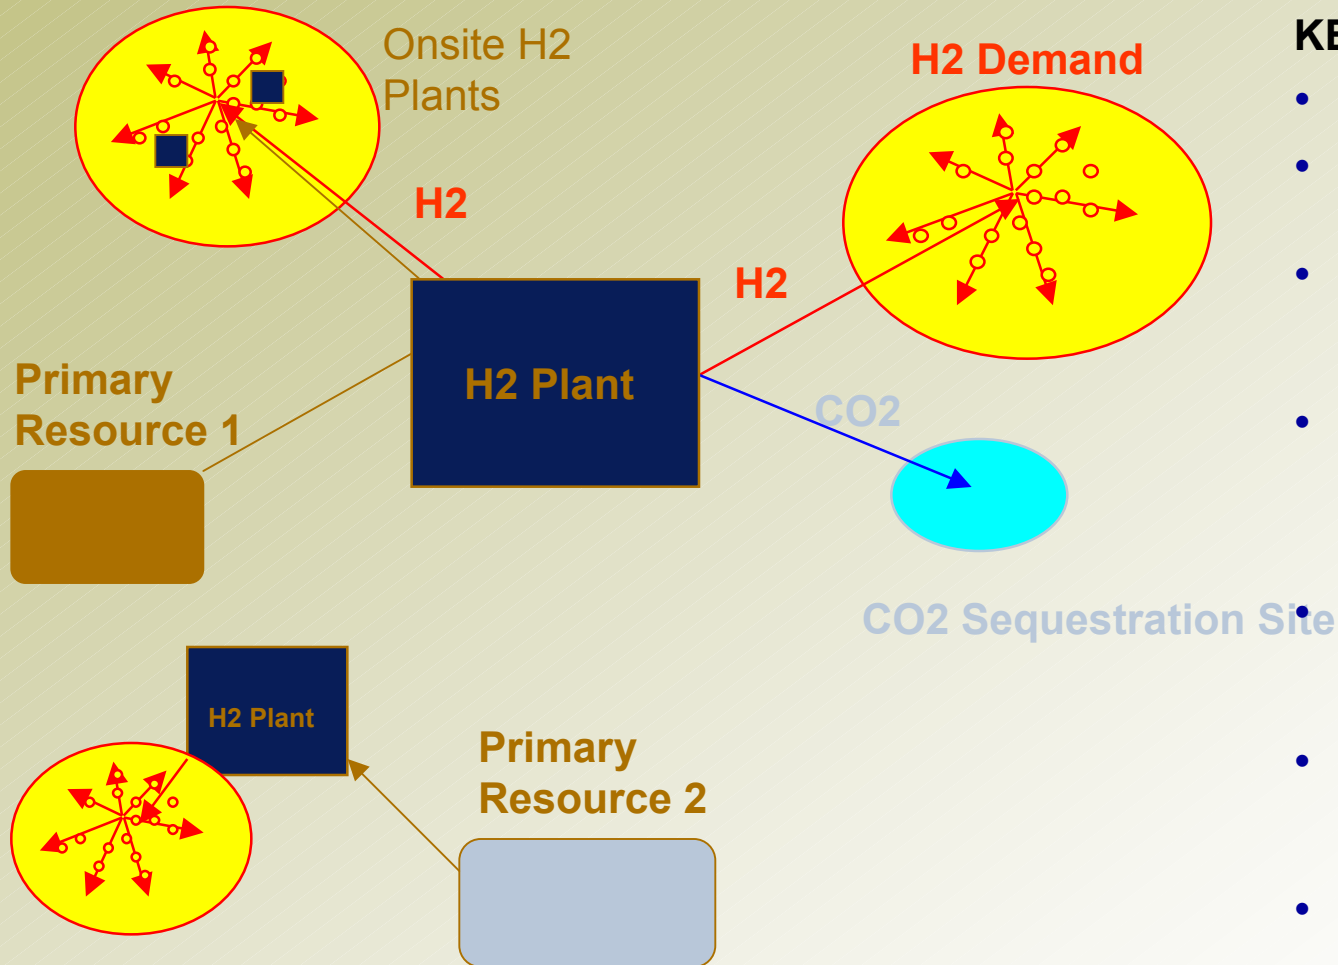 Onsite H2
Plants
H2 Demand
H2
H2
Primary
Resource 1
H2 Plant
CO2
CO2 Sequestration Site
H2 Plant
Primary
Resource 2